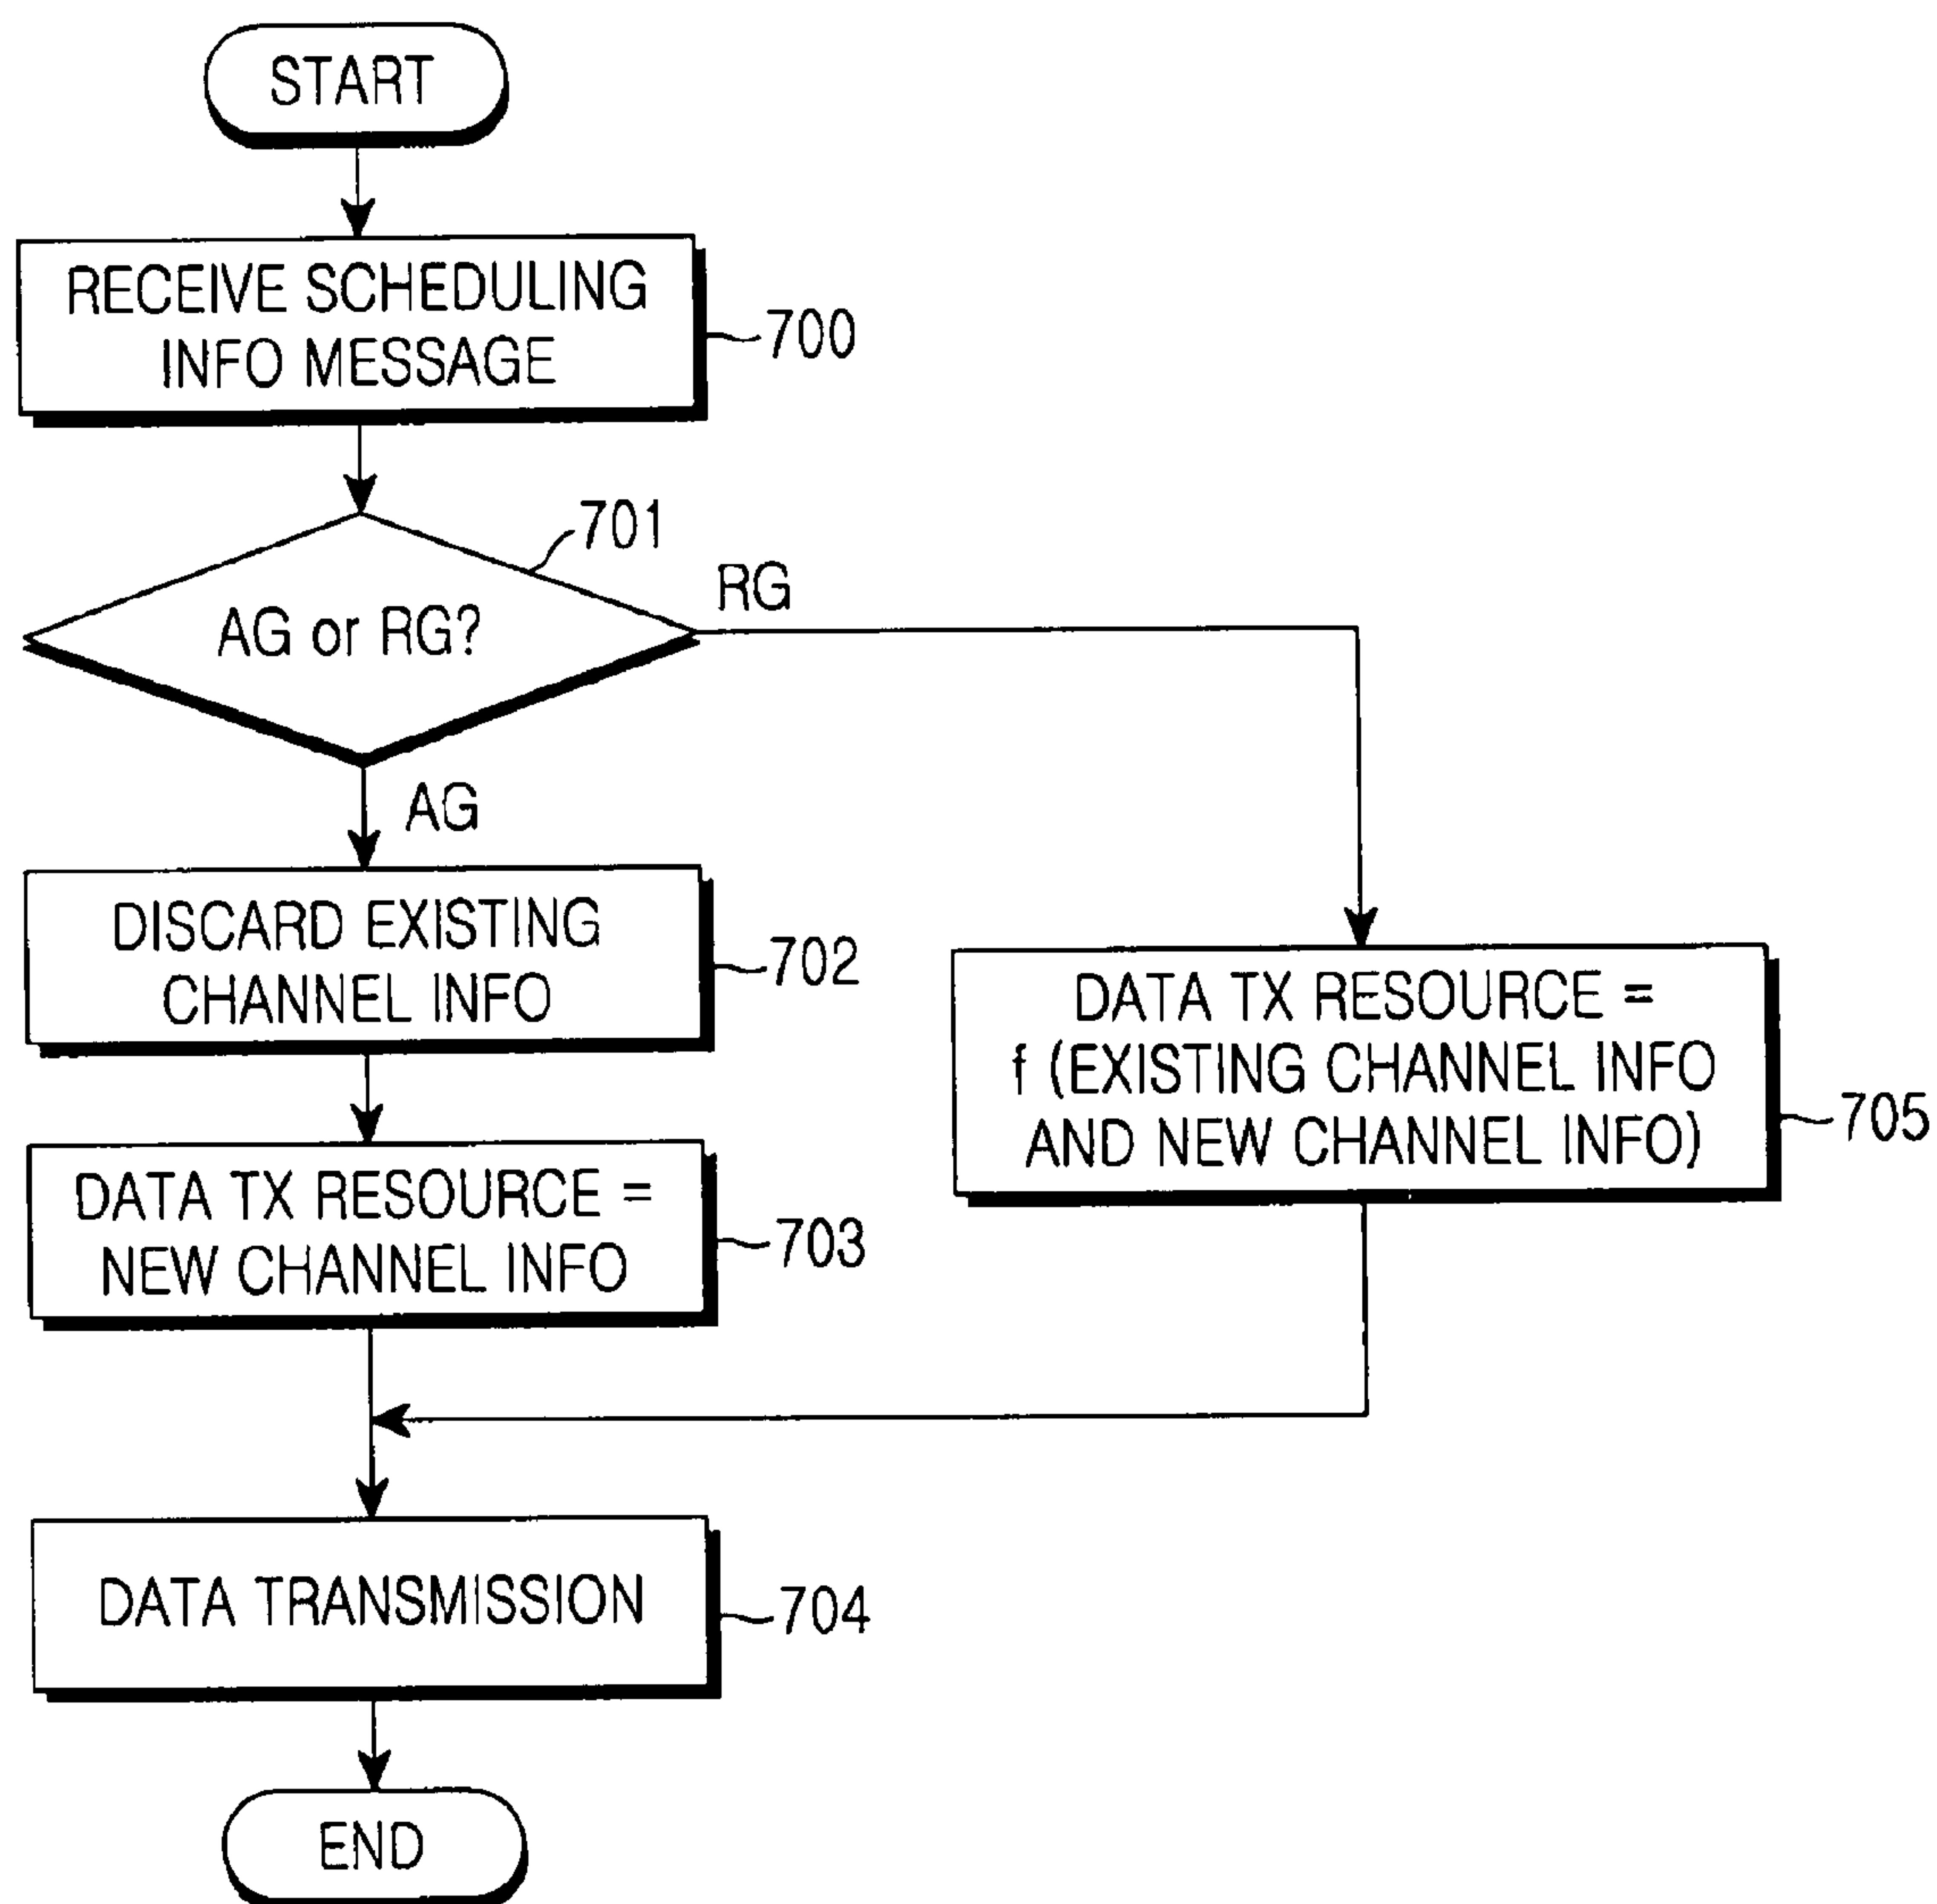 START
RECEIVE SCHEDULING
INFO MESSAGE
700
701
AG or RG?
RG
AG
DISCARD EXISTING
CHANNEL INFO
702
DATA TX RESOURCE =
f (EXISTING CHANNEL INFO
AND NEW CHANNEL INFO)
705
DATA TX RESOURCE =
NEW CHANNEL INFO
703
DATA TRANSMISSION
704
END